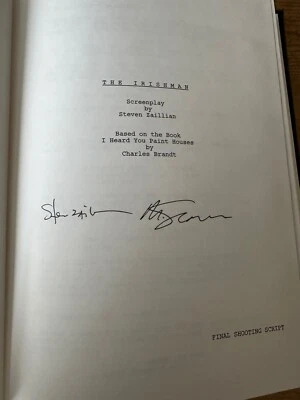 THE IRISHMAN
Screenplay
by
Steven Zaillian
Based on the Book
I Heard You Paint Houses
by
Charles Brandt
FINAL SHOOTING SCRIPT